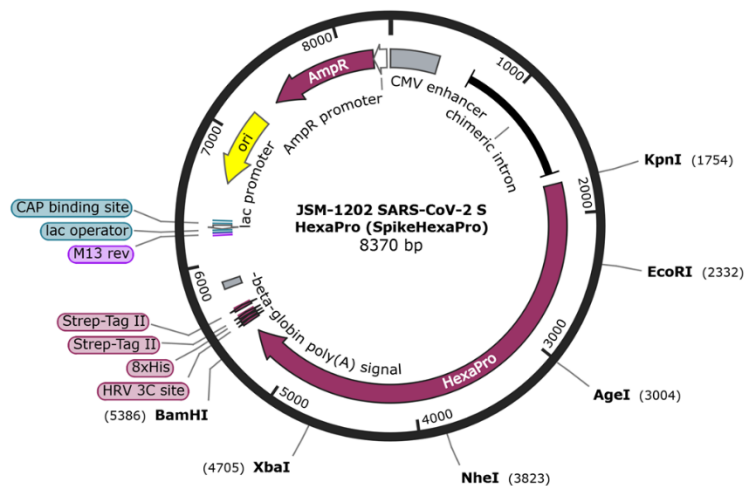 8000
AmpR
CMV enhancer
1000
AmpR promoter
chimeric intron
7000
ori
lac promoter
KpnI (1754)
2000
CAP binding site
lac operator
M13 rev
JSM-1202 SARS-CoV-2 S
HexaPro (SpikeHexaPro)
8370 bp
EcoRI (2332)
6000
-beta-globin poly(A) signal
Strep-Tag II
Strep-Tag II
8xHis
HRV 3C site
(5386) BamHI
3000
HexaPro
AgeI (3004)
5000
4000
(4705) XbaI
NheI (3823)